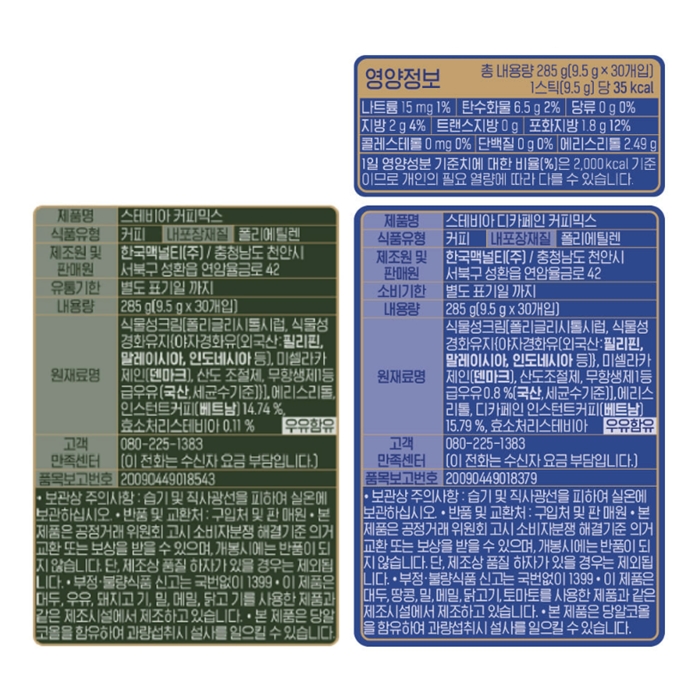 영양정보
총 내용량 285 g(9.5 g × 30개입)
1스틱(9.5 g) 당 35 kcal
나트륨 15 mg 1% 탄수화물 6.5 g 2% 당류 0 g 0%
지방 2 g 4% 트랜스지방 0 g 포화지방 1.8 g 12%
콜레스테롤 0 mg 0% 단백질 0 g 0% 에리스리톨 2.49 g
1일 영양성분 기준치에 대한 비율(%)은 2,000 kcal 기준
이므로 개인의 필요 열량에 따라 다를 수 있습니다.
제품명 스테비아 커피믹스
식품유형 커피 내포장재질 폴리에틸렌
제조원 및 판매원 한국맥널티(주) / 충청남도 천안시
서북구 성환읍 연암율금로 42
유통기한 별도 표기일 까지
내용량 285 g(9.5 g x 30개입)
원재료명 식물성크림[폴리글리시톨시럽, 식물성
경화유지{(야자경화유(외국산:필리핀,
말레이시아, 인도네시아 등)}, 미셀라카
제인(덴마크), 산도 조절제, 무항생제1등
급우유(국산,세균수기준)], 에리스리톨,
인스턴트커피(베트남) 14.74 %,
효소처리스테비아 0.11 % 우유함유
고객 만족센터 080-225-1383
(이 전화는 수신자 요금 부담입니다.)
품목보고번호 20090449018543
• 보관상 주의사항 : 습기 및 직사광선을 피하여 실온에
보관하십시오. • 반품 및 교환처 : 구입처 및 판매원 • 본
제품은 공정거래 위원회 고시 소비자분쟁 해결기준 의거
교환 또는 보상을 받을 수 있으며, 개봉시에는 반품이 되
지 않습니다. 단, 제조상 품질 하자가 있을 경우는 제외됩
니다. • 부정·불량식품 신고는 국번없이 1399 • 이 제품은
대두, 우유, 돼지고기, 밀, 메밀, 닭고기를 사용한 제품과
같은 제조시설에서 제조하고 있습니다. • 본 제품은 당알
코올을 함유하여 과량섭취시 설사를 일으킬 수 있습니다.
제품명 스테비아 디카페인 커피믹스
식품유형 커피 내포장재질 폴리에틸렌
제조원 및 판매원 한국맥널티(주) / 충청남도 천안시
서북구 성환읍 연암율금로 42
소비기한 별도 표기일 까지
내용량 285 g(9.5 g x 30개입)
원재료명 식물성크림[폴리글리시톨시럽, 식물성
경화유지{(야자경화유(외국산:필리핀,
말레이시아, 인도네시아 등)}, 미셀라카
제인(덴마크), 산도조절제, 무항생제1등
급우유 0.8 %(국산,세균수기준)], 에리스
리톨, 디카페인 인스턴트커피(베트남)
15.79 %, 효소처리스테비아 우유함유
고객 만족센터 080-225-1383
(이 전화는 수신자 요금 부담입니다.)
품목보고번호 20090449018379
• 보관상 주의사항 : 습기 및 직사광선을 피하여 실온에
보관하십시오. • 반품 및 교환처 : 구입처 및 판매원 • 본
제품은 공정거래 위원회 고시 소비자분쟁 해결기준 의거
교환 또는 보상을 받을 수 있으며, 개봉시에는 반품이 되
지 않습니다. 단, 제조상 품질 하자가 있을 경우는 제외됩
니다. • 부정·불량식품 신고는 국번없이 1399 • 이 제품은
대두, 땅콩, 밀, 메밀, 닭고기, 토마토를 사용한 제품과 같은
제조시설에서 제조하고 있습니다. • 본 제품은 당알코올
을 함유하여 과량섭취시 설사를 일으킬 수 있습니다.